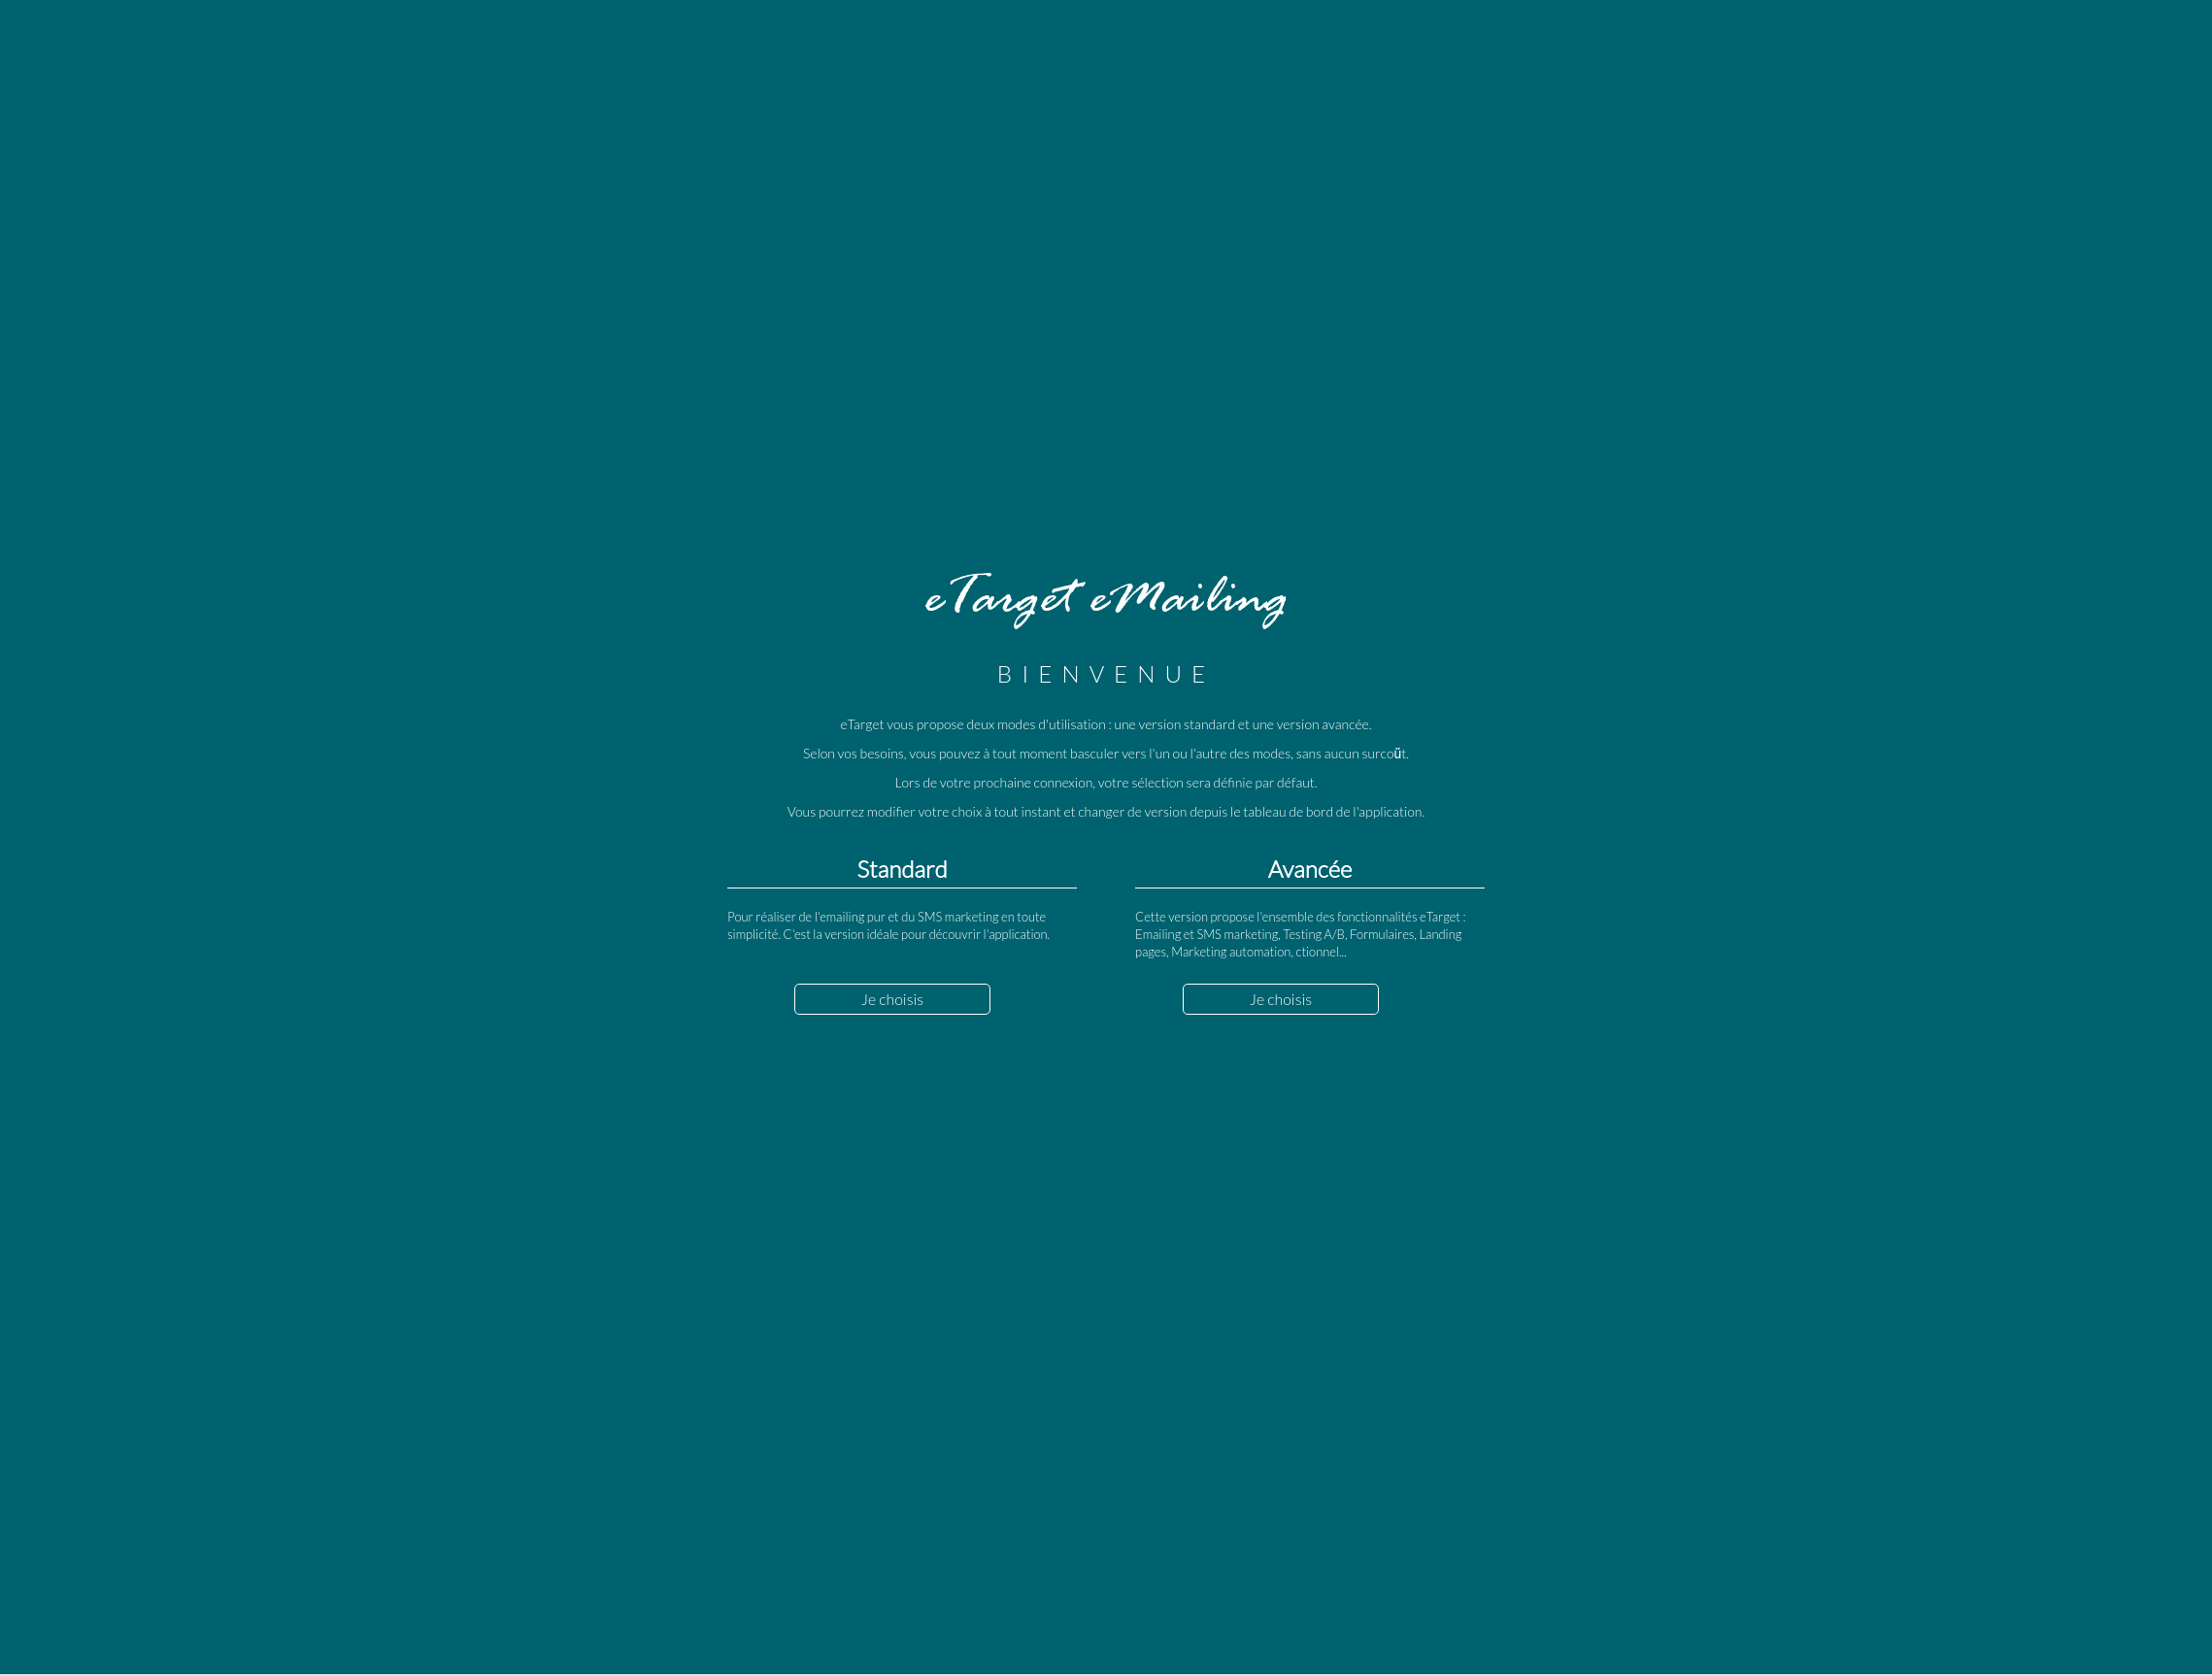 eTarget eMailing
BIENVENUE
eTarget vous propose deux modes d'utilisation : une version standard et une version avancée.
Selon vos besoins, vous pouvez à tout moment basculer vers l'un ou l'autre des modes, sans aucun surcoűt.
Lors de votre prochaine connexion, votre sélection sera définie par défaut.
Vous pourrez modifier votre choix à tout instant et changer de version depuis le tableau de bord de l'application.
Standard
Pour réaliser de l'emailing pur et du SMS marketing en toute
simplicité. C'est la version idéale pour découvrir l'application.
Je choisis
Avancée
Cette version propose l'ensemble des fonctionnalités eTarget :
Emailing et SMS marketing, Testing A/B, Formulaires, Landing
pages, Marketing automation, ctionnel...
Je choisis